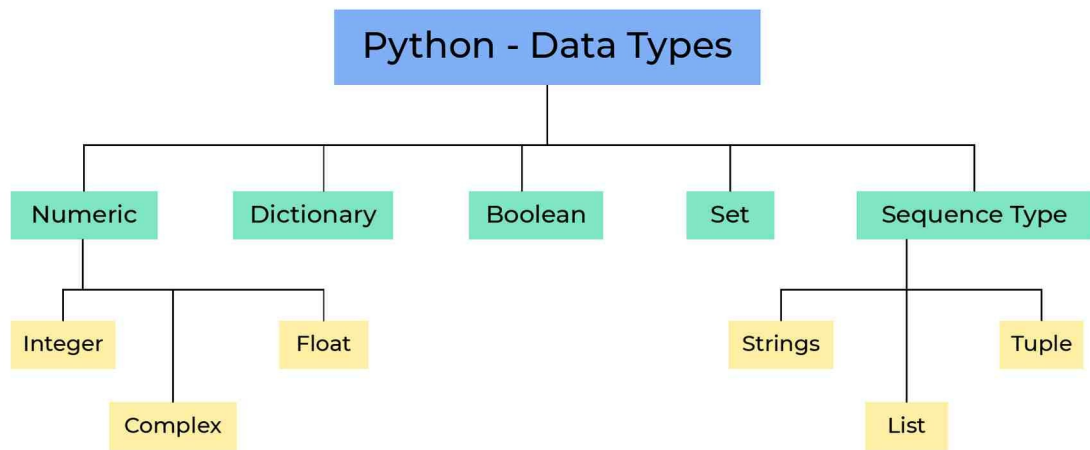 Python - Data Types
Numeric
Dictionary
Boolean
Set
Sequence Type
Integer
Float
Strings
Tuple
Complex
List